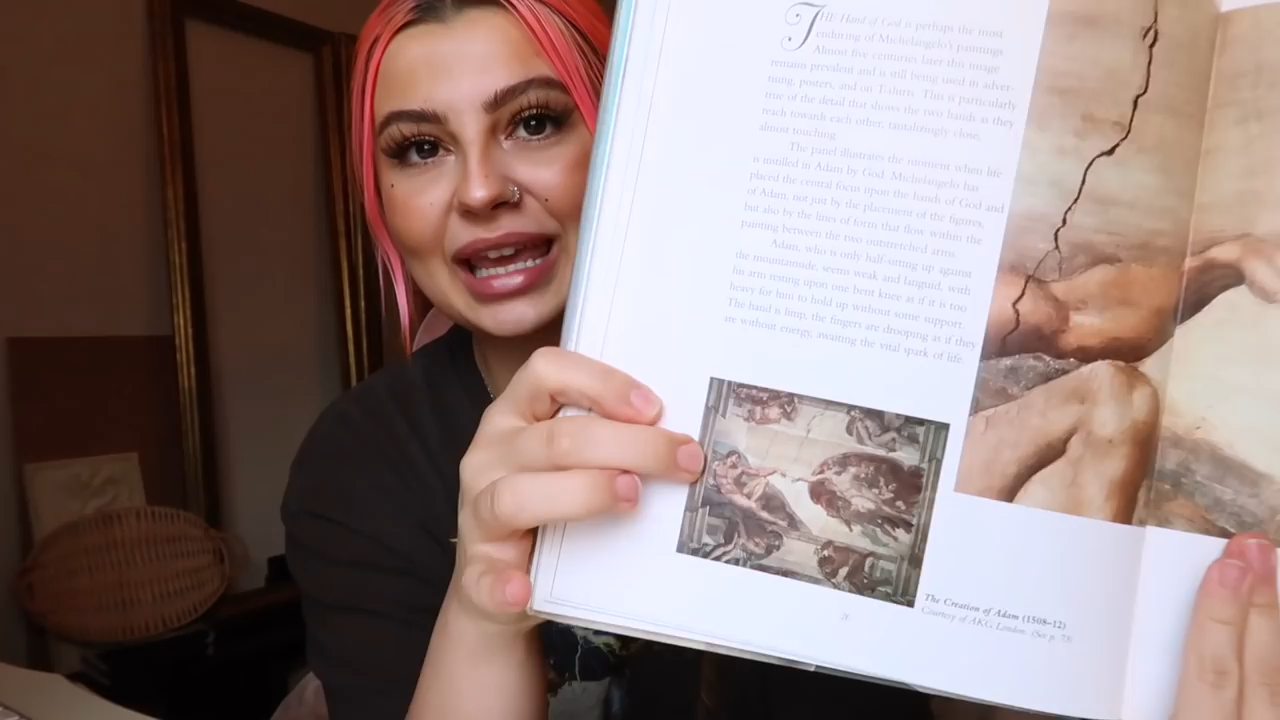 THE Hand of God is perhaps the most
enduring of Michelangelo's paintings
Almost five centuries later this image
remains prevalent and is still being used in adver-
tising, posters, and on T-shirts. This is particularly
true of the detail that shows the two hands as they
reach towards each other, tantalizingly close,
almost touching.
The panel illustrates the moment when life
is instilled in Adam by God. Michelangelo has
placed the central focus upon the hands of God and
of Adam, not just by the placement of the figures,
but also by the lines of form that flow within the
painting between the two outstretched arms.
Adam, who is only half-sitting up against
the mountainside, seems weak and languid, with
his arm resting upon one bent knee as if it is too
heavy for him to hold up without some support.
The hand is limp, the fingers are drooping as if they
are without energy, awaiting the vital spark of life.
The Creation of Adam (1508–12)
Courtesy of AKG, London. (See p. 73)